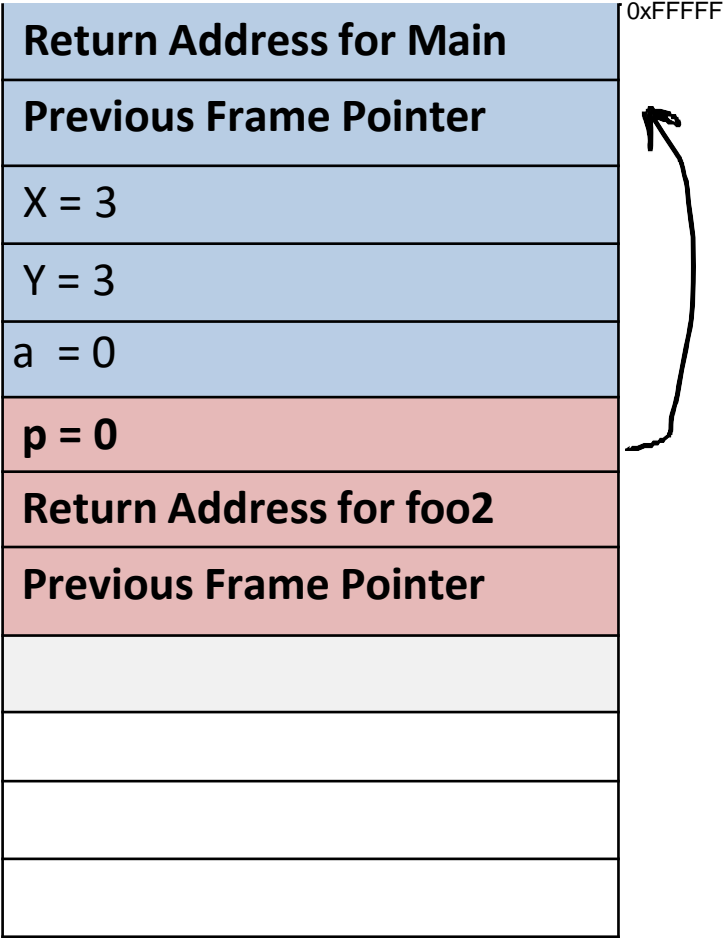 0xFFFFF
Return Address for Main
Previous Frame Pointer
X = 3
Y = 3
a = 0
p = 0
Return Address for foo2
Previous Frame Pointer